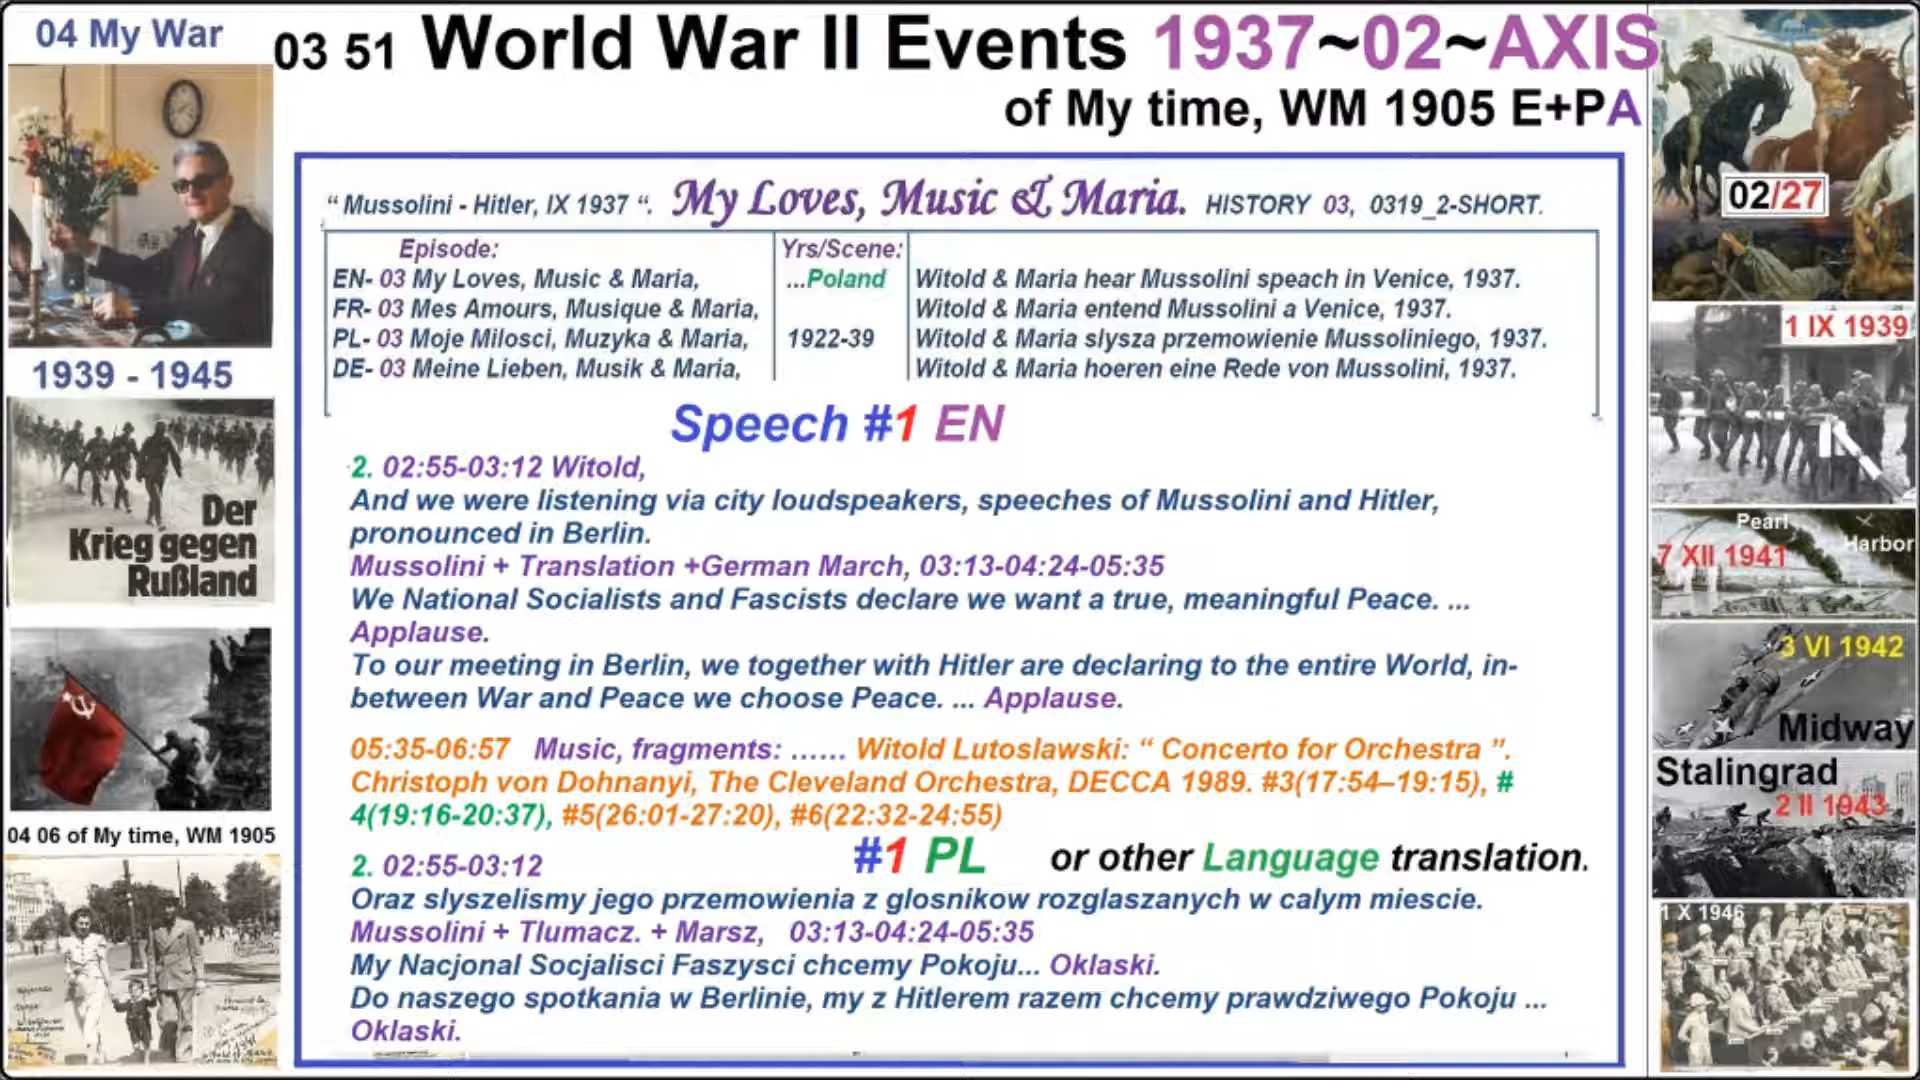 04 My War
03 51 World War II Events 1937~02~AXIS
of My time, WM 1905 E+PA
02/27
“ Mussolini - Hitler, IX 1937 “. My Loves, Music & Maria. HISTORY 03, 0319_2-SHORT.
Episode: Yrs/Scene:
EN- 03 My Loves, Music & Maria, ...Poland Witold & Maria hear Mussolini speach in Venice, 1937.
FR- 03 Mes Amours, Musique & Maria, Witold & Maria entend Mussolini a Venice, 1937.
PL- 03 Moje Milosci, Muzyka & Maria, 1922-39 Witold & Maria slysza przemowienie Mussoliniego, 1937.
DE- 03 Meine Lieben, Musik & Maria, Witold & Maria hoeren eine Rede von Mussolini, 1937.
Speech #1 EN
2. 02:55-03:12 Witold,
And we were listening via city loudspeakers, speeches of Mussolini and Hitler,
pronounced in Berlin.
Mussolini + Translation +German March, 03:13-04:24-05:35
We National Socialists and Fascists declare we want a true, meaningful Peace. ...
Applause.
To our meeting in Berlin, we together with Hitler are declaring to the entire World, in-
between War and Peace we choose Peace. ... Applause.
05:35-06:57 Music, fragments: ...... Witold Lutoslawski: “ Concerto for Orchestra ”.
Christoph von Dohnanyi, The Cleveland Orchestra, DECCA 1989. #3(17:54–19:15), #
4(19:16-20:37), #5(26:01-27:20), #6(22:32-24:55)
#1 PL or other Language translation.
2. 02:55-03:12
Oraz slyszelismy jego przemowienia z glosnikow rozglaszanych w calym miescie.
Mussolini + Tlumacz. + Marsz, 03:13-04:24-05:35
My Nacjonal Socjalisci Faszysci chcemy Pokoju... Oklaski.
Do naszego spotkania w Berlinie, my z Hitlerem razem chcemy prawdziwego Pokoju ...
Oklaski.
1939 - 1945
Der
Krieg gegen
Rußland
04 06 of My time, WM 1905
1 IX 1939
Pearl
Harbor
7 XII 1941
3 VI 1942
Midway
Stalingrad
2 II 1943
1 X 1946